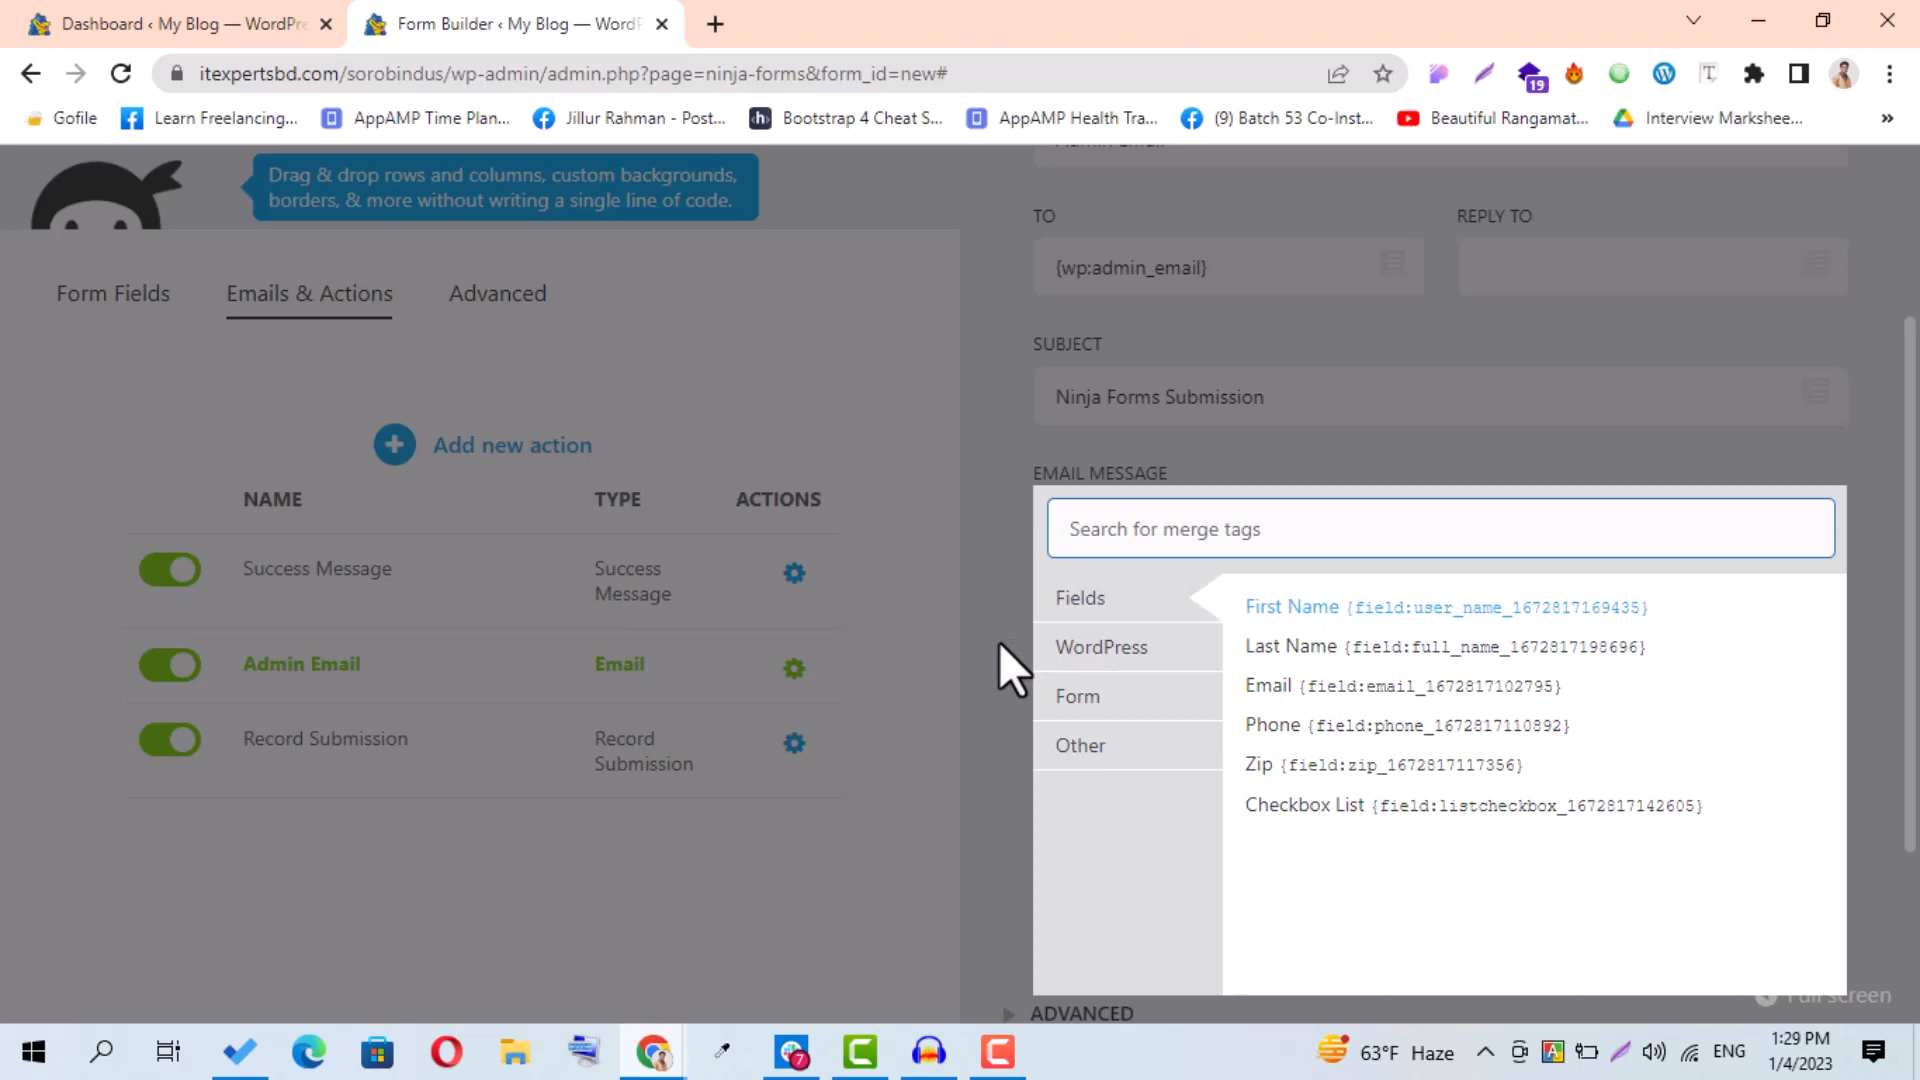 Dashboard ‹ My Blog — WordPre
Form Builder ‹ My Blog — WordP
itexpertsbd.com/sorobindus/wp-admin/admin.php?page=ninja-forms&form_id=new#
19
Gofile
Learn Freelancing...
AppAMP Time Plan...
Jillur Rahman - Post...
Bootstrap 4 Cheat S...
AppAMP Health Tra...
(9) Batch 53 Co-Inst...
Beautiful Rangamat...
Interview Markshee...
»
Drag & drop rows and columns, custom backgrounds,
borders, & more without writing a single line of code.
Form Fields
Emails & Actions
Advanced
Add new action
NAME
TYPE
ACTIONS
Success Message
Success
Message
Admin Email
Email
Record Submission
Record
Submission
TO
{wp:admin_email}
REPLY TO
SUBJECT
Ninja Forms Submission
EMAIL MESSAGE
Search for merge tags
Fields
WordPress
Form
Other
First Name {field:user_name_1672817169435}
Last Name {field:full_name_1672817198696}
Email {field:email_1672817102795}
Phone {field:phone_1672817110892}
Zip {field:zip_1672817117356}
Checkbox List {field:listcheckbox_1672817142605}
Full screen
ADVANCED
7
63°F Haze
ENG
1:29 PM
1/4/2023